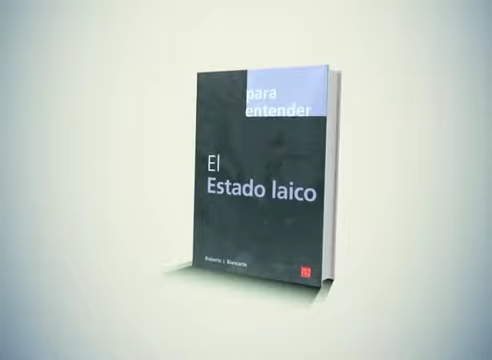 para
entender
El
Estado laico
Roberto J. Blancarte